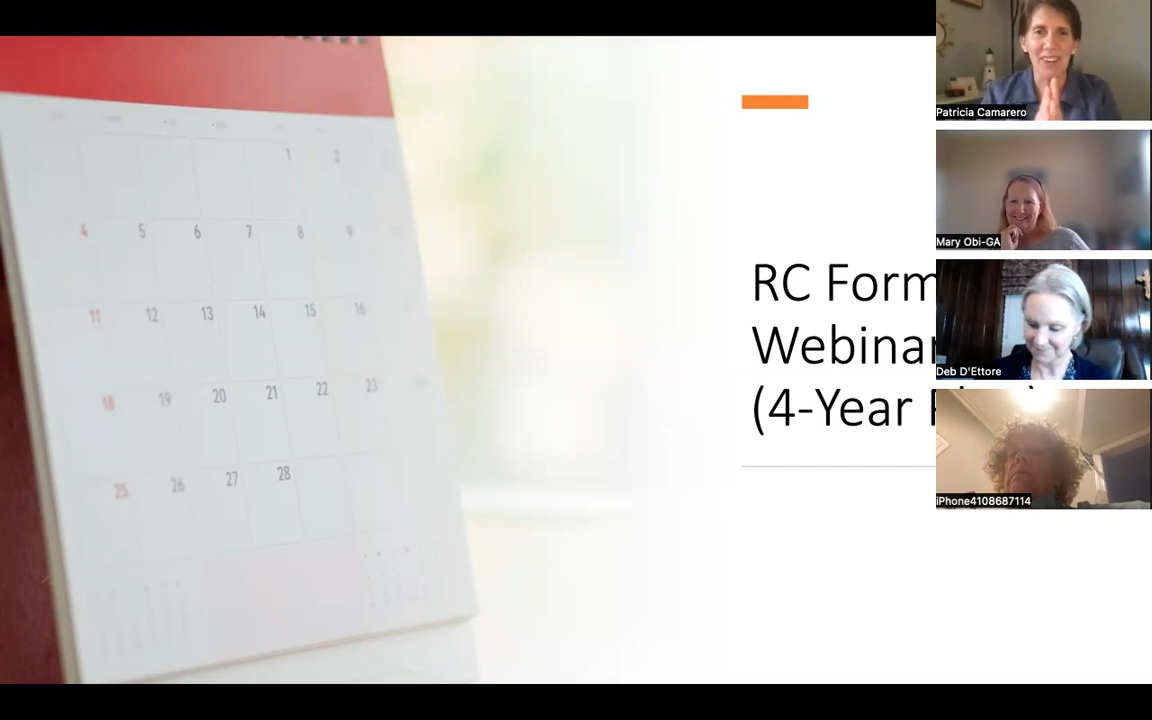 1 2
4 5 6 7 8 9
11 12 13 14 15 16
18 19 20 21 22 23
25 26 27 28
RC Form
Webinar
(4-Year
Patricia Camarero
Mary Obi-GA
Deb D'Ettore
iPhone4108687114